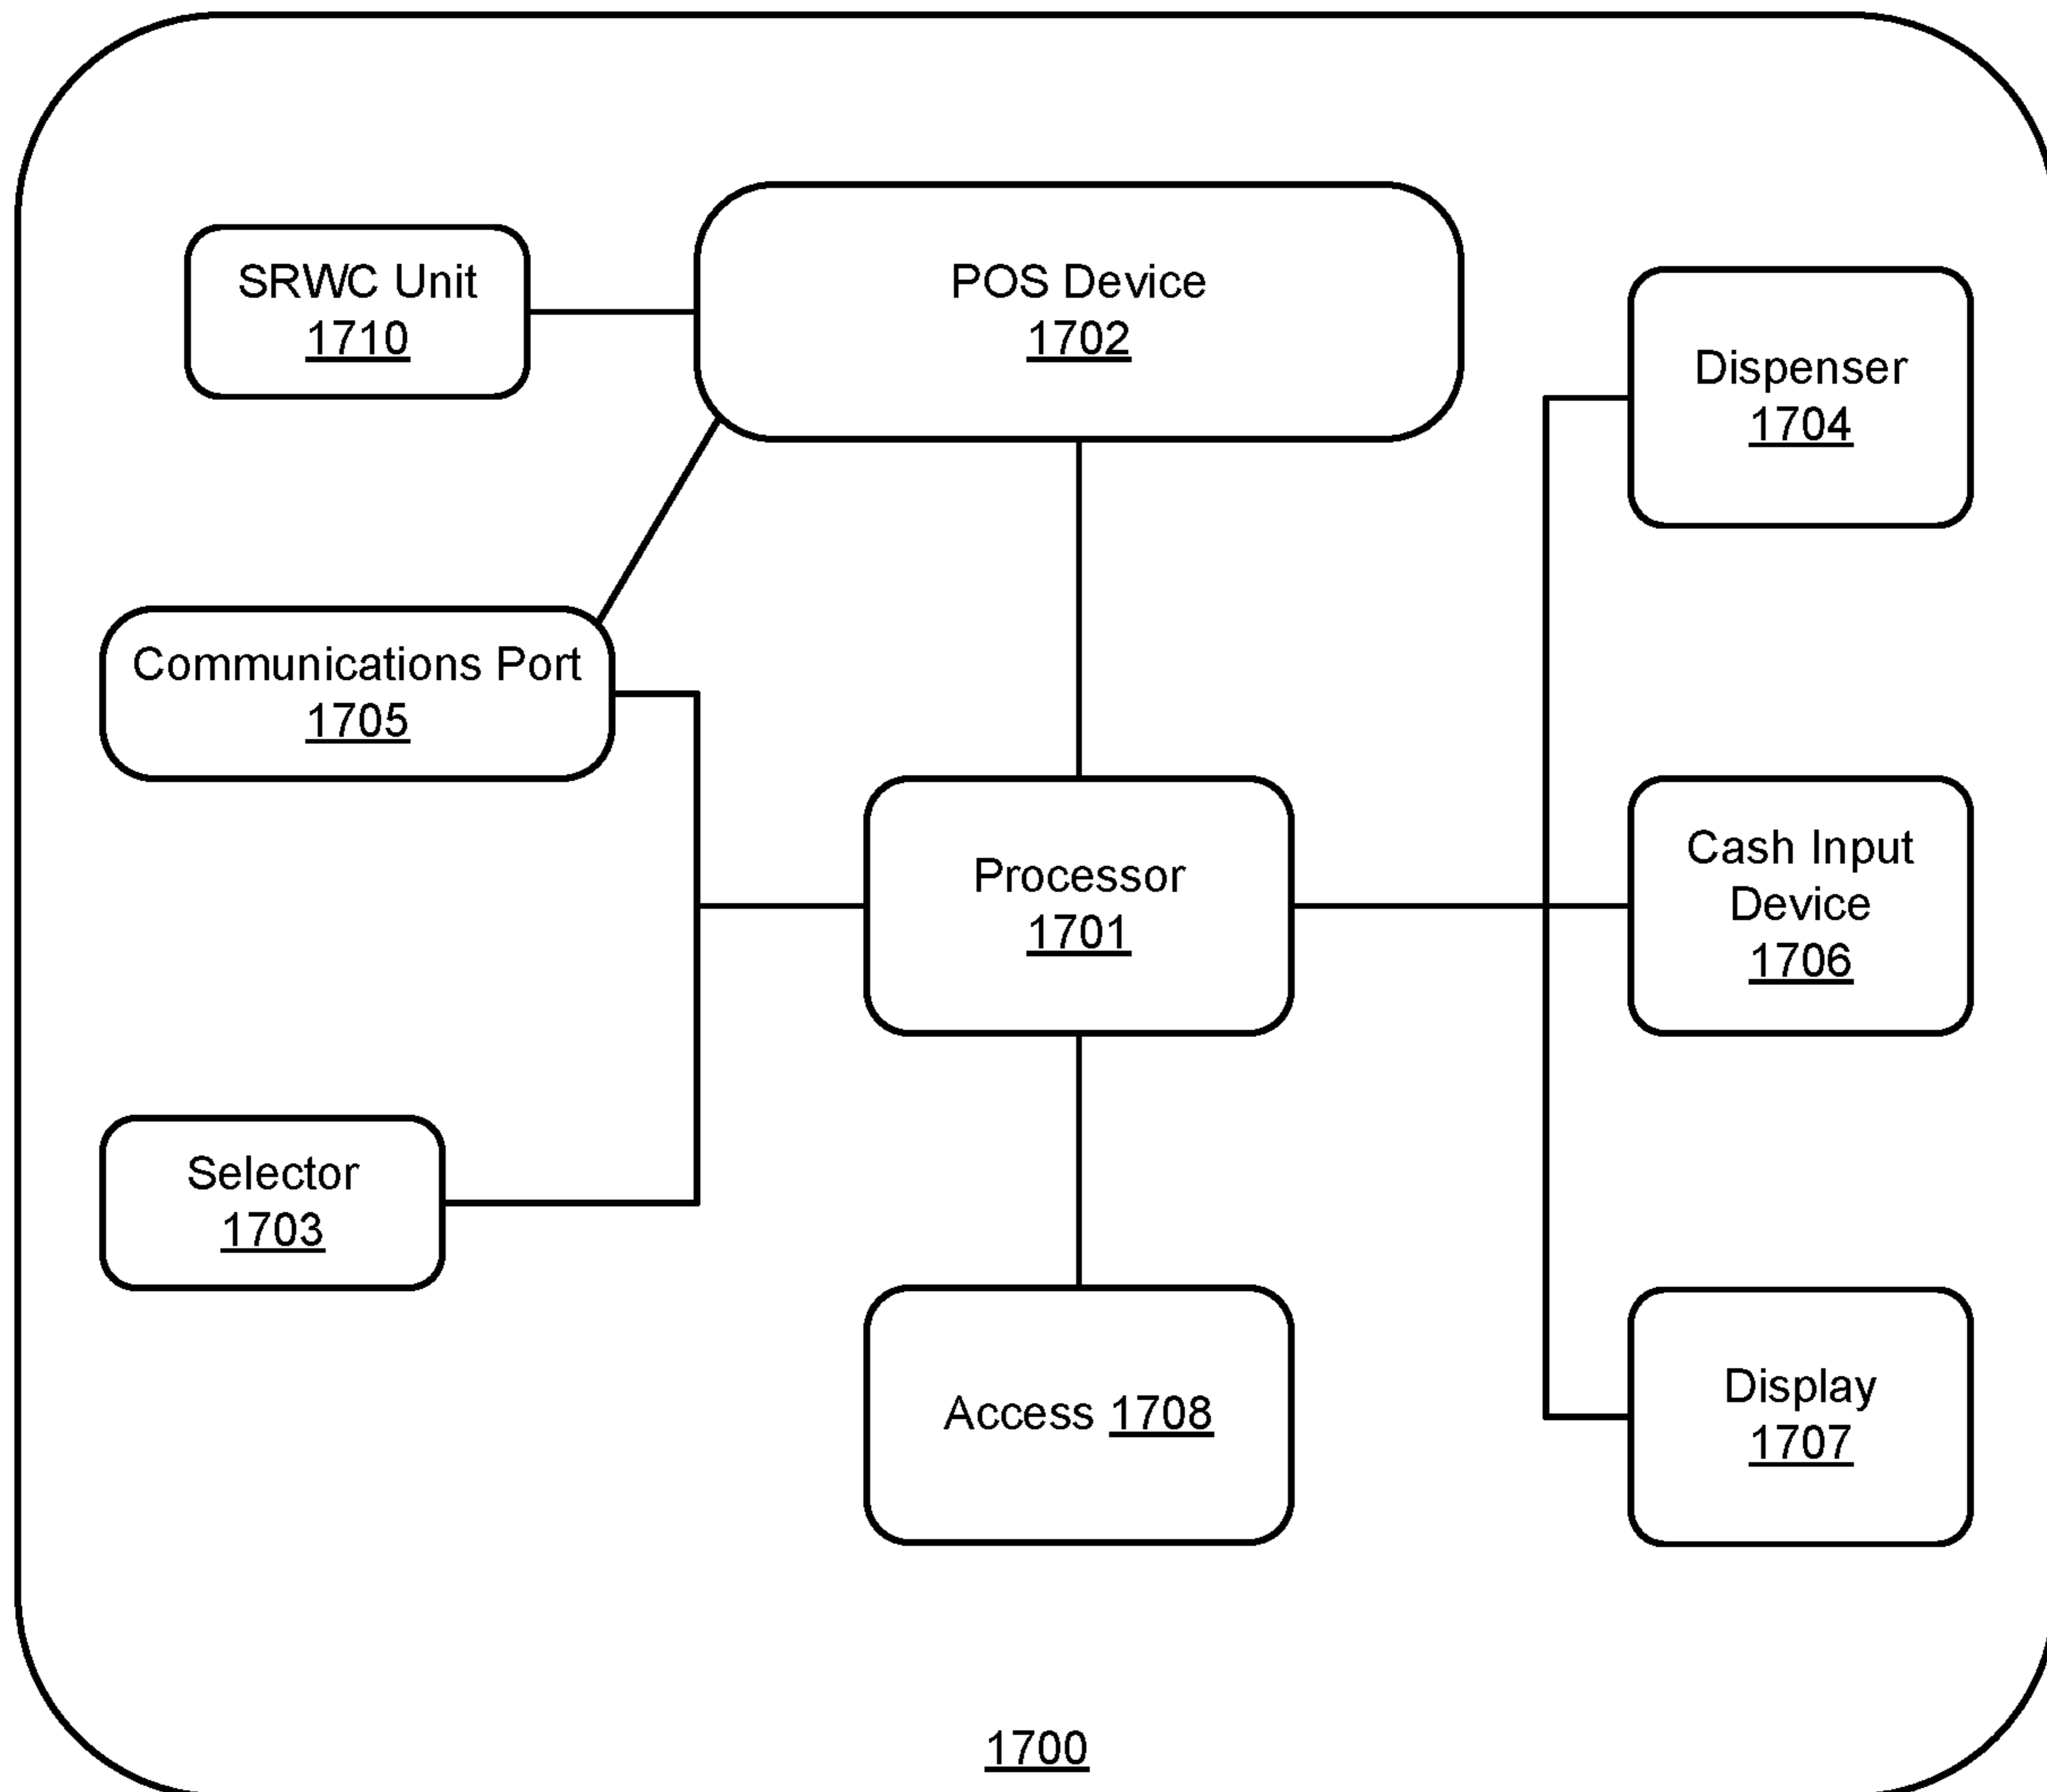 SRWC Unit
1710
POS Device
1702
Dispenser
1704
Communications Port
1705
Processor
1701
Cash Input
Device
1706
Selector
1703
Access 1708
Display
1707
1700